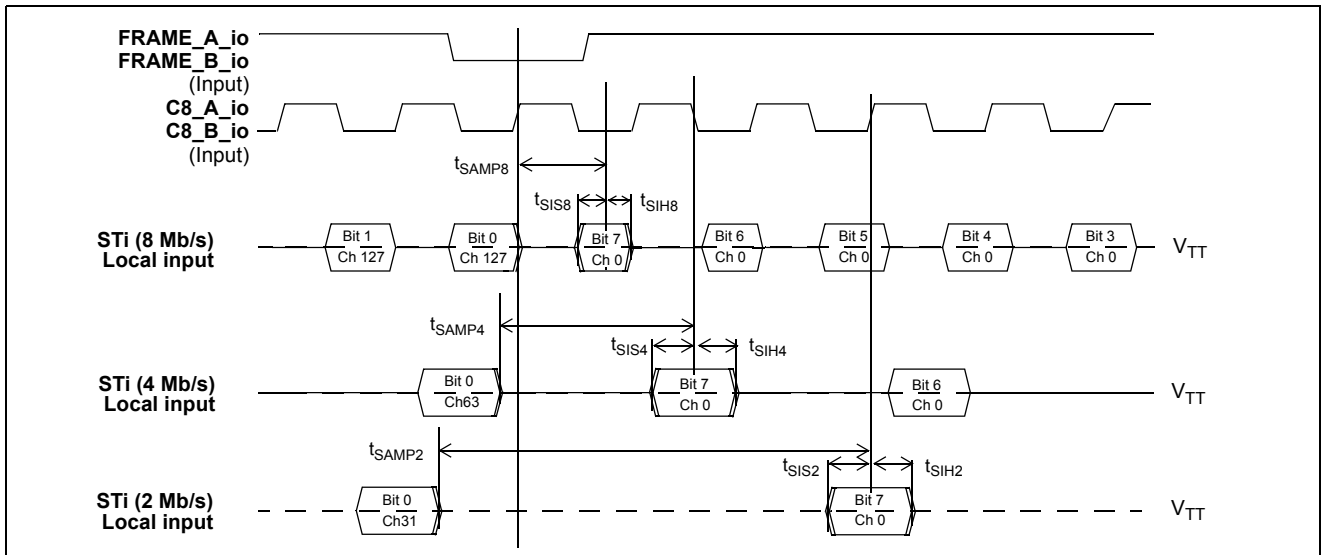 FRAME_A_io
FRAME_B_io
(Input)
C8_A_io
C8_B_io
(Input)
tSAMP8
tSIS8
tSIH8
STi (8 Mb/s)
Local input
Bit 1
Ch 127
Bit 0
Ch 127
Bit 7
Ch 0
Bit 6
Ch 0
Bit 5
Ch 0
Bit 4
Ch 0
Bit 3
Ch 0
VTT
tSAMP4
tSIS4
tSIH4
STi (4 Mb/s)
Local input
Bit 0
Ch63
Bit 7
Ch 0
Bit 6
Ch 0
VTT
tSAMP2
tSIS2
tSIH2
STi (2 Mb/s)
Local input
Bit 0
Ch31
Bit 7
Ch 0
VTT